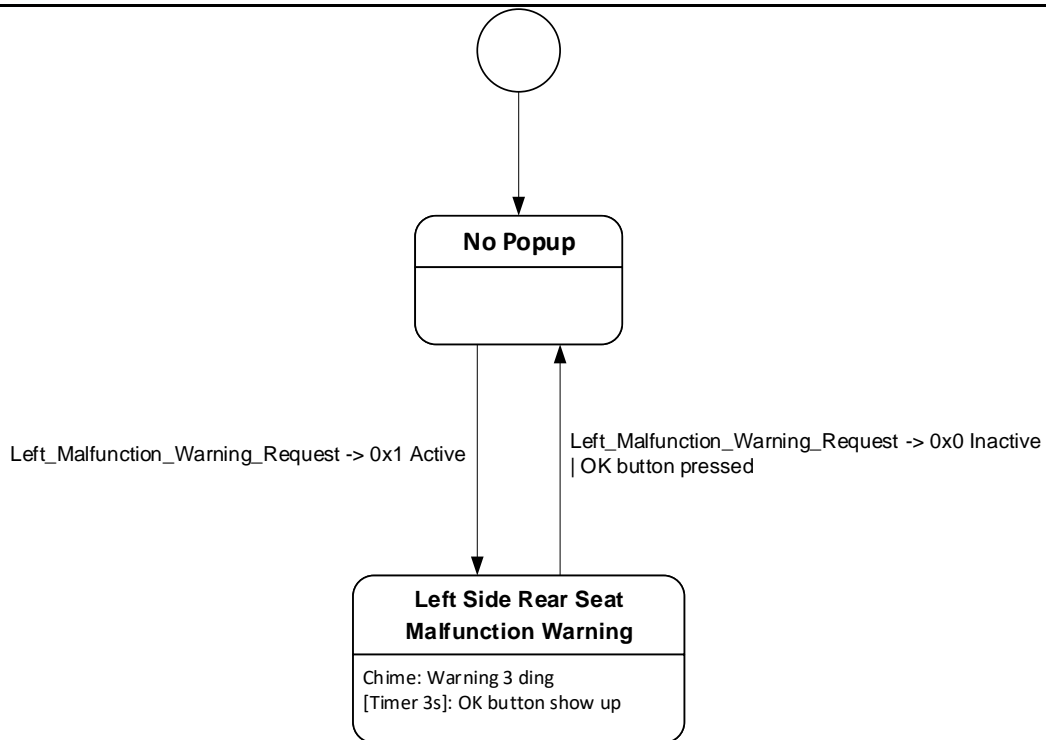 No Popup
Left_Malfunction_Warning_Request -> 0x1 Active
Left_Malfunction_Warning_Request -> 0x0 Inactive
| OK button pressed
Left Side Rear Seat
Malfunction Warning
Chime: Warning 3 ding
[Timer 3s]: OK button show up